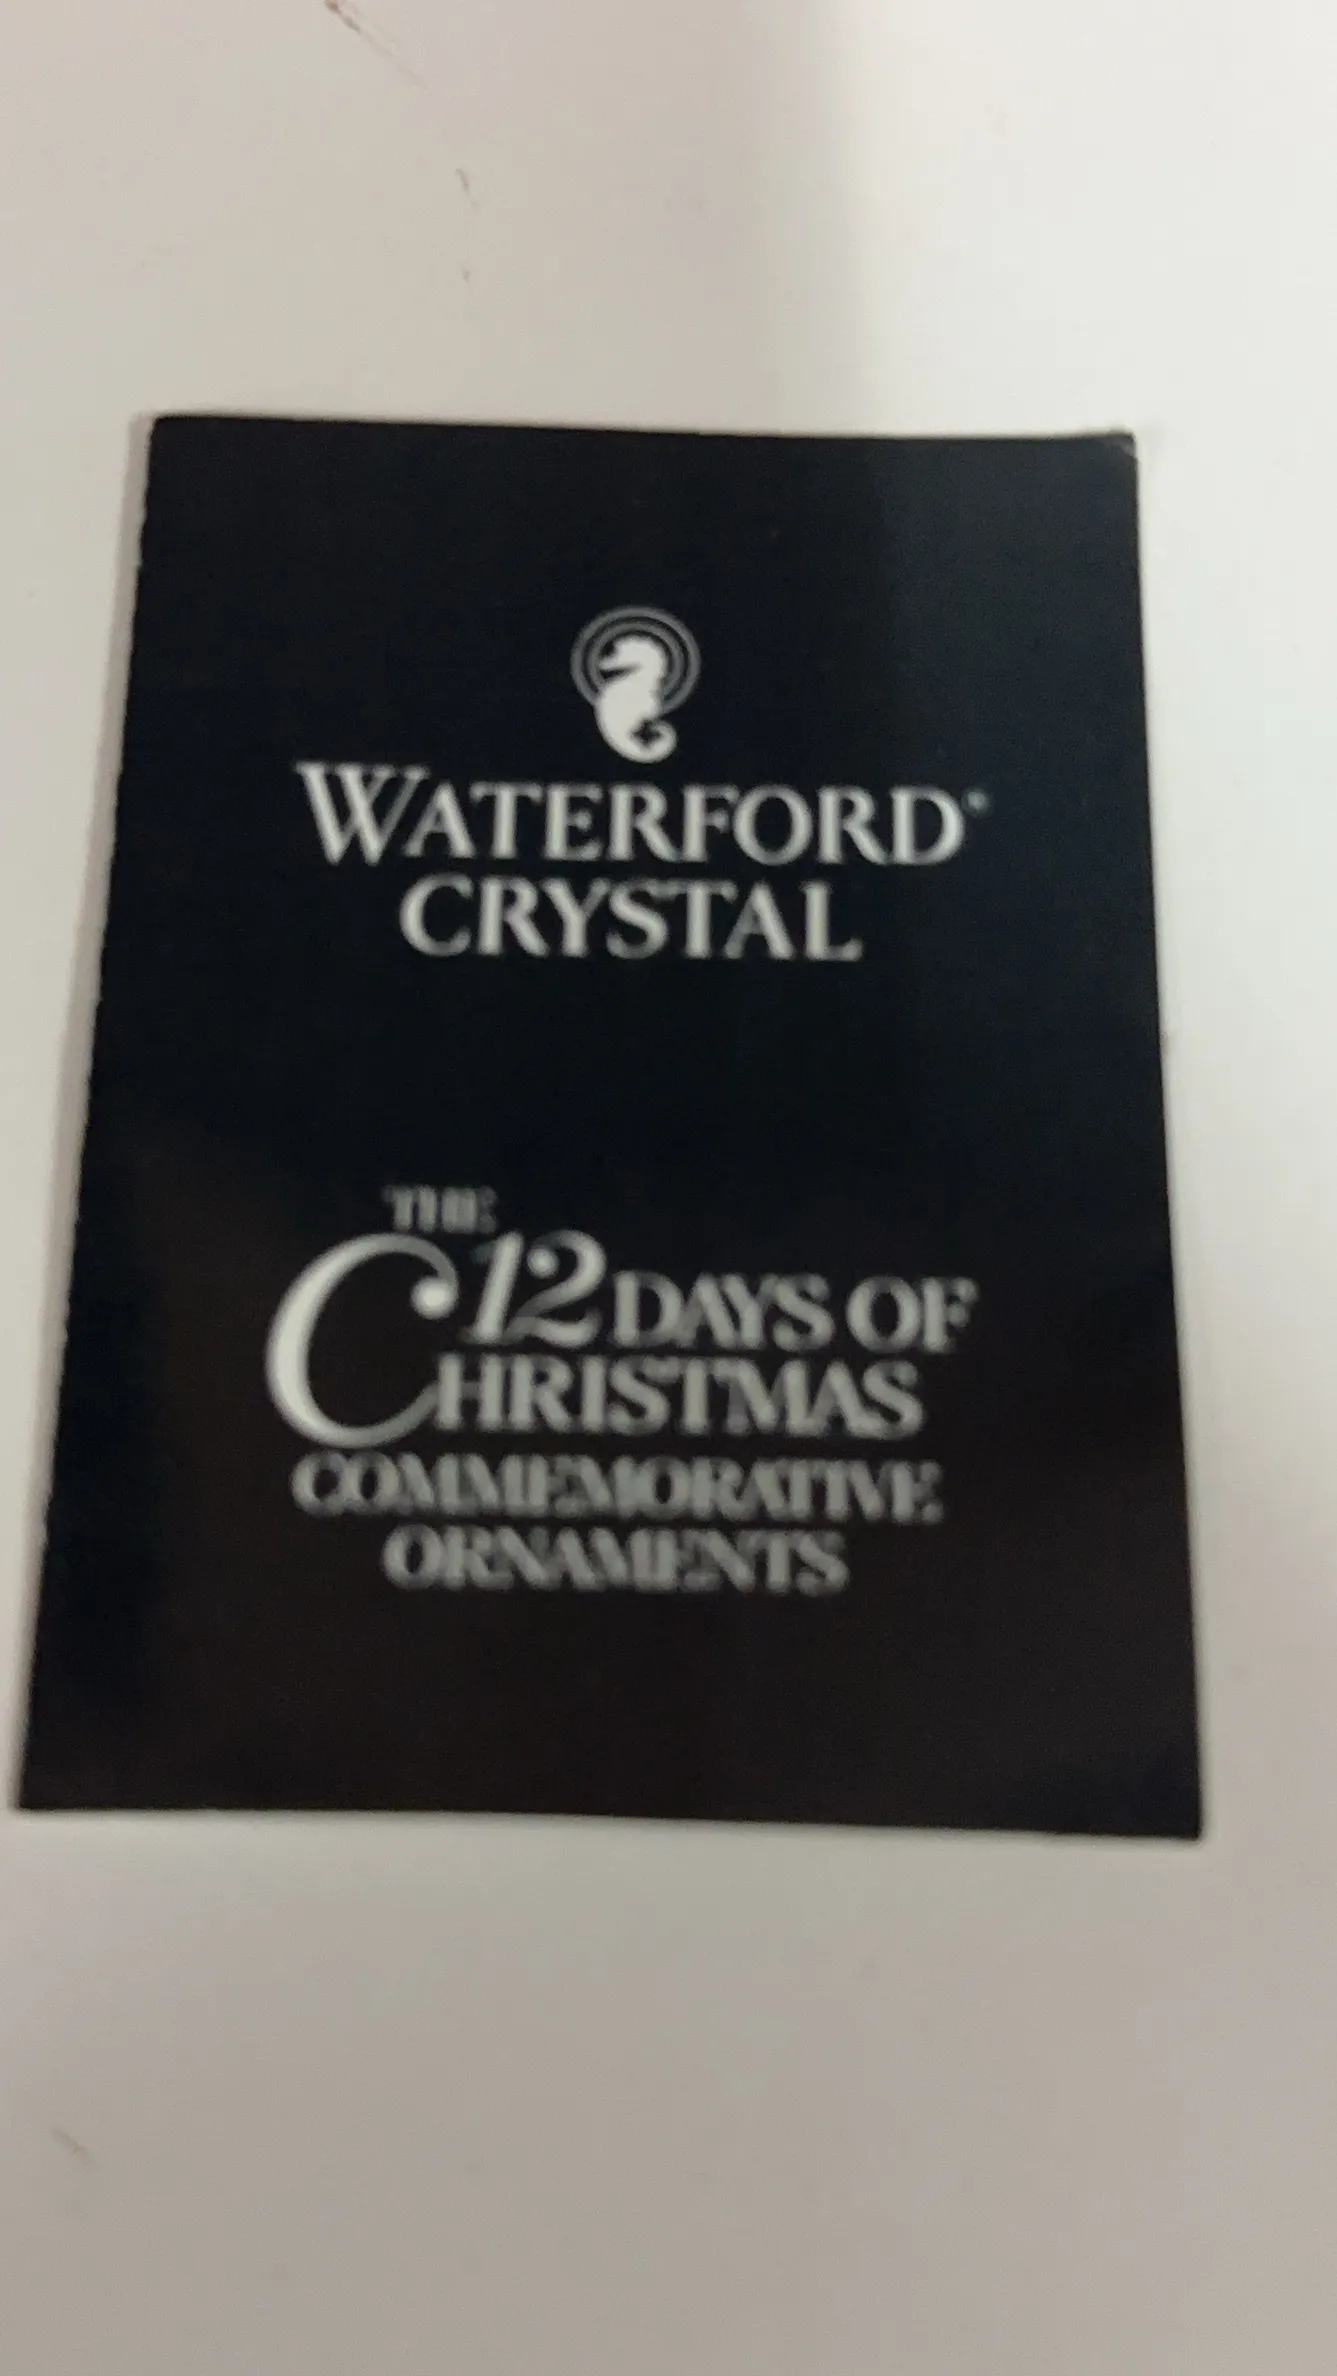 WATERFORD®
CRYSTAL
THE
12 DAYS OF
CHRISTMAS
COMMEMORATIVE
ORNAMENTS